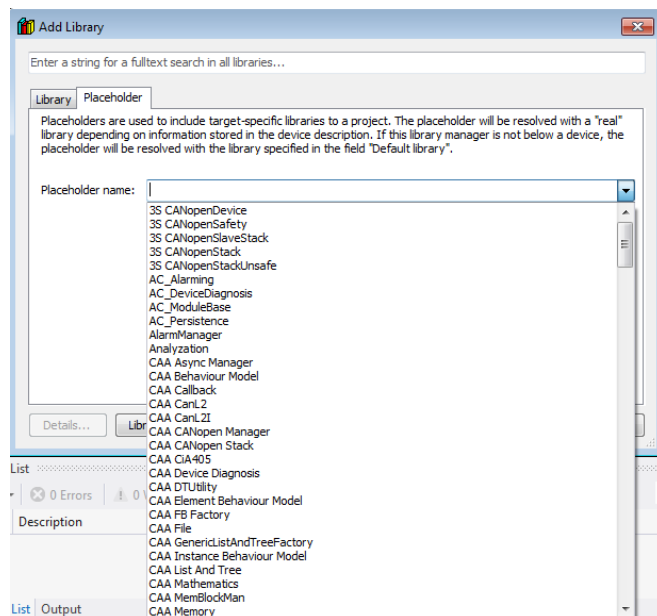 Add Library
Enter a string for a fulltext search in all libraries...
Library Placeholder
Placeholders are used to include target-specific libraries to a project. The placeholder will be resolved with a "real"
library depending on information stored in the device description. If this library manager is not below a device, the
placeholder will be resolved with the library specified in the field "Default library".
Placeholder name:
3S CANopenDevice
3S CANopenSafety
3S CANopenSlaveStack
3S CANopenStack
3S CANopenStackUnsafe
AC_Alarming
AC_DeviceDiagnosis
AC_ModuleBase
AC_Persistence
AlarmManager
Analyzation
CAA Async Manager
CAA Behaviour Model
CAA Callback
CAA CanL2
CAA CanL2I
CAA CANopen Manager
CAA CANopen Stack
CAA CiA405
CAA Device Diagnosis
CAA DTUtility
CAA Element Behaviour Model
CAA FB Factory
CAA File
CAA GenericListAndTreeFactory
CAA Instance Behaviour Model
CAA List And Tree
CAA Mathematics
CAA MemBlockMan
CAA Memory
Details...
List
0 Errors 0
Description
List Output